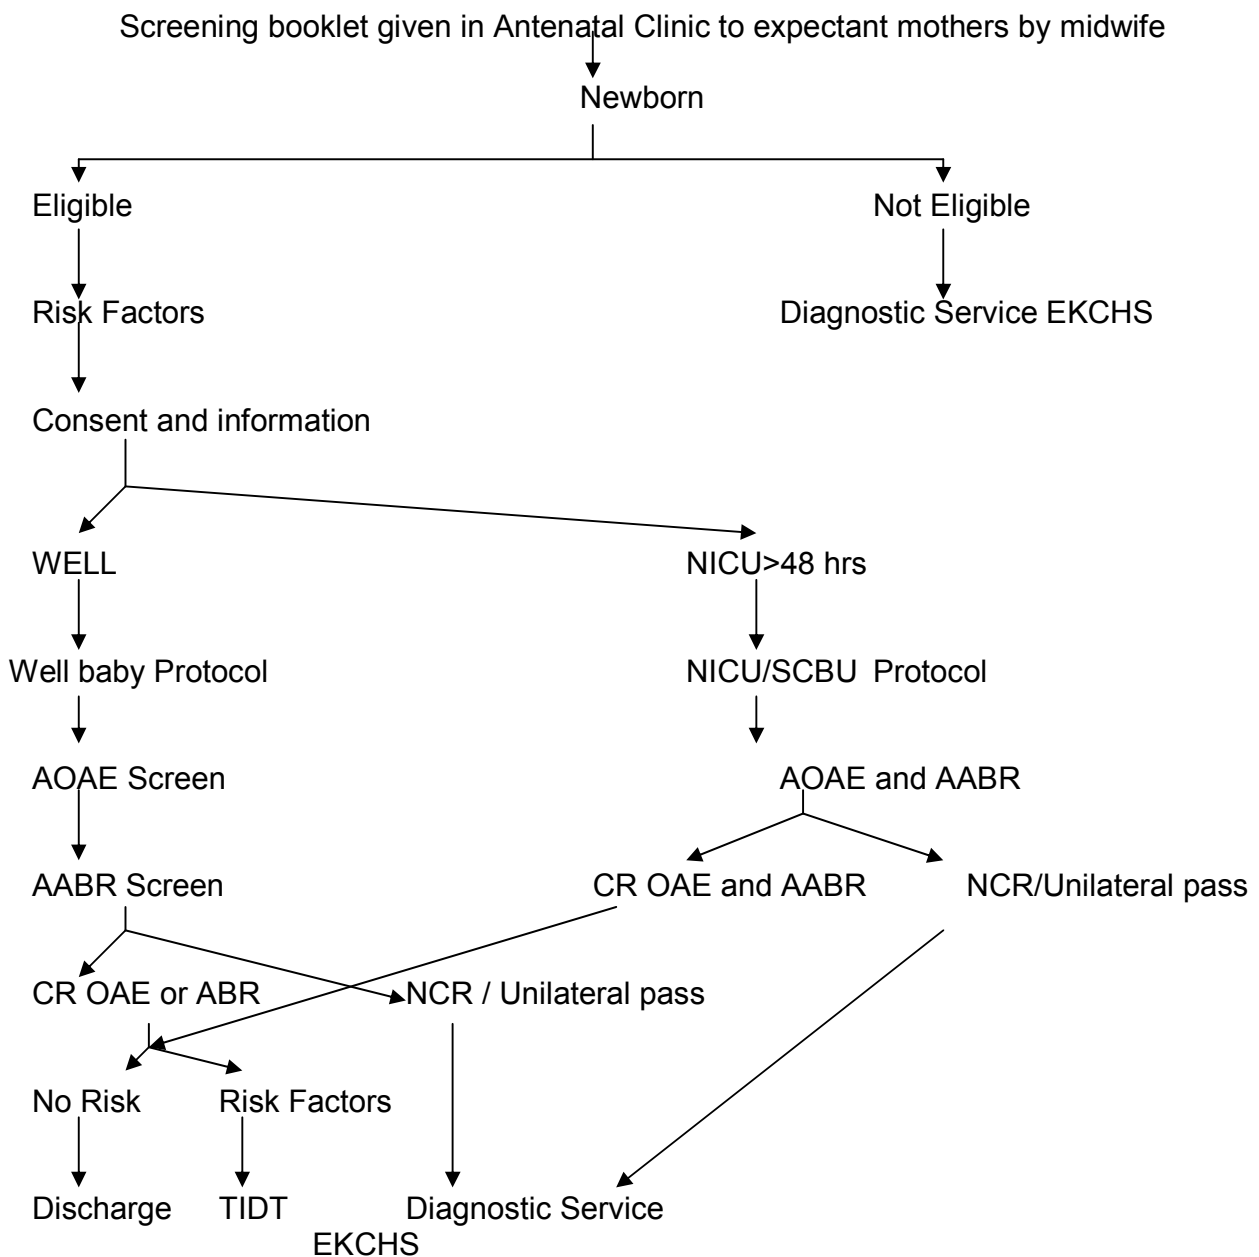 Screening booklet given in Antenatal Clinic to expectant mothers by midwife
Newborn
Eligible
Not Eligible
Risk Factors
Diagnostic Service EKCHS
Consent and information
WELL
NICU>48 hrs
Well baby Protocol
NICU/SCBU Protocol
AOAE Screen
AOAE and AABR
AABR Screen
CR OAE and AABR
NCR/Unilateral pass
CR OAE or ABR
NCR / Unilateral pass
No Risk
Risk Factors
Discharge
TIDT
Diagnostic Service
EKCHS